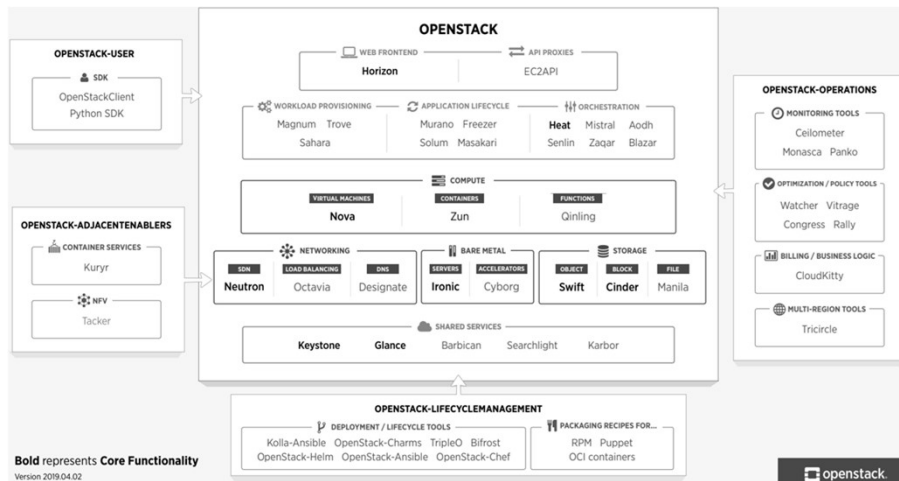 OPENSTACK
WEB FRONTEND
Horizon
API PROXIES
EC2API
WORKLOAD PROVISIONING
Magnum Trove
Sahara
APPLICATION LIFECYCLE
Murano Freezer
Solum Masakari
ORCHESTRATION
Heat Mistral Aodh
Senlin Zaqar Blazar
COMPUTE
VIRTUAL MACHINES
Nova
CONTAINERS
Zun
FUNCTIONS
Qinling
NETWORKING
SDN
Neutron
LOAD BALANCING
Octavia
DNS
Designate
BARE METAL
SERVERS
Ironic
ACCELERATORS
Cyborg
STORAGE
OBJECT
Swift
BLOCK
Cinder
FILE
Manila
SHARED SERVICES
Keystone Glance Barbican Searchlight Karbor
OPENSTACK-USER
SDK
OpenStackClient
Python SDK
OPENSTACK-ADJACENTENABLERS
CONTAINER SERVICES
Kuryr
NFV
Tacker
OPENSTACK-OPERATIONS
MONITORING TOOLS
Ceilometer
Monasca Panko
OPTIMIZATION / POLICY TOOLS
Watcher Vitrage
Congress Rally
BILLING / BUSINESS LOGIC
CloudKitty
MULTI-REGION TOOLS
Tricircle
OPENSTACK-LIFECYCLEMANAGEMENT
DEPLOYMENT / LIFECYCLE TOOLS
Kolla-Ansible OpenStack-Charms TripleO Bifrost
OpenStack-Helm OpenStack-Ansible OpenStack-Chef
PACKAGING RECIPES FOR...
RPM Puppet
OCI containers
Bold represents Core Functionality
Version 2019.04.02
openstack.